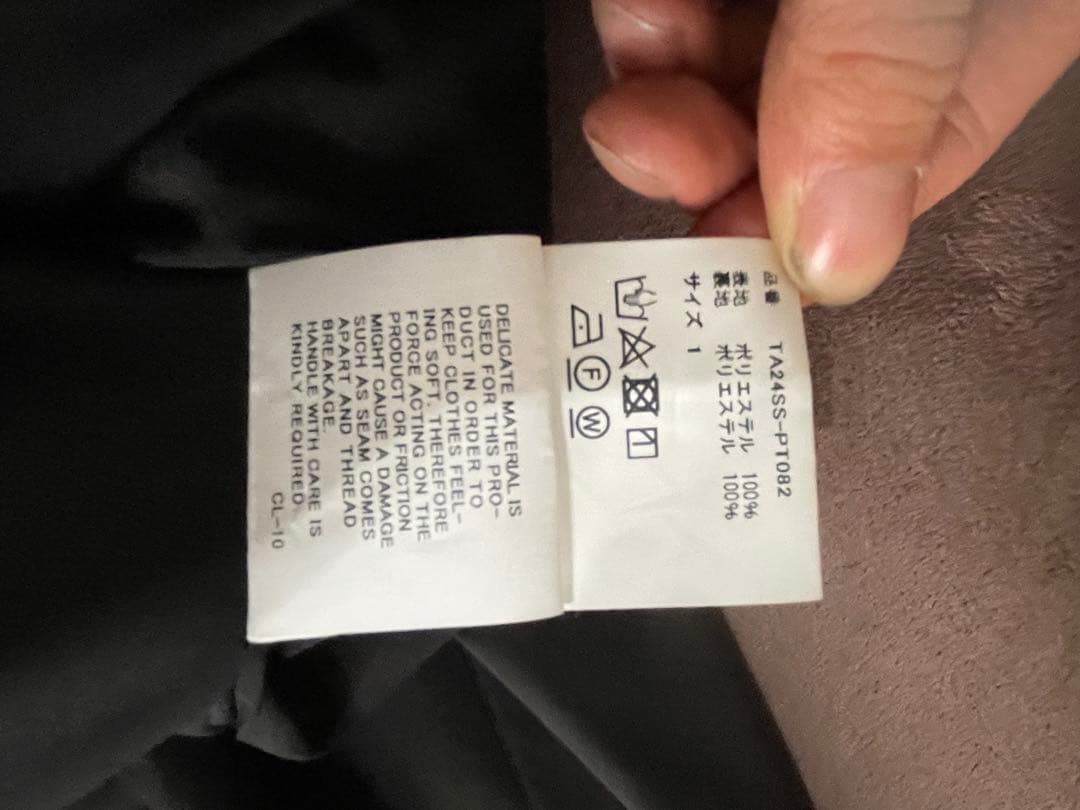 品番 TA24SS-PT082
表地 ポリエステル 100%
裏地 ポリエステル 100%
サイズ 1
F W
DELICATE MATERIAL IS
USED FOR THIS PRO-
DUCT IN ORDER TO
KEEP CLOTHES FEEL-
ING SOFT. THEREFORE
FORCE ACTING ON THE
PRODUCT OR FRICTION
MIGHT CAUSE A DAMAGE
SUCH AS SEAM COMES
APART AND THREAD
BREAKAGE.
HANDLE WITH CARE IS
KINDLY REQUIRED.
CL-10